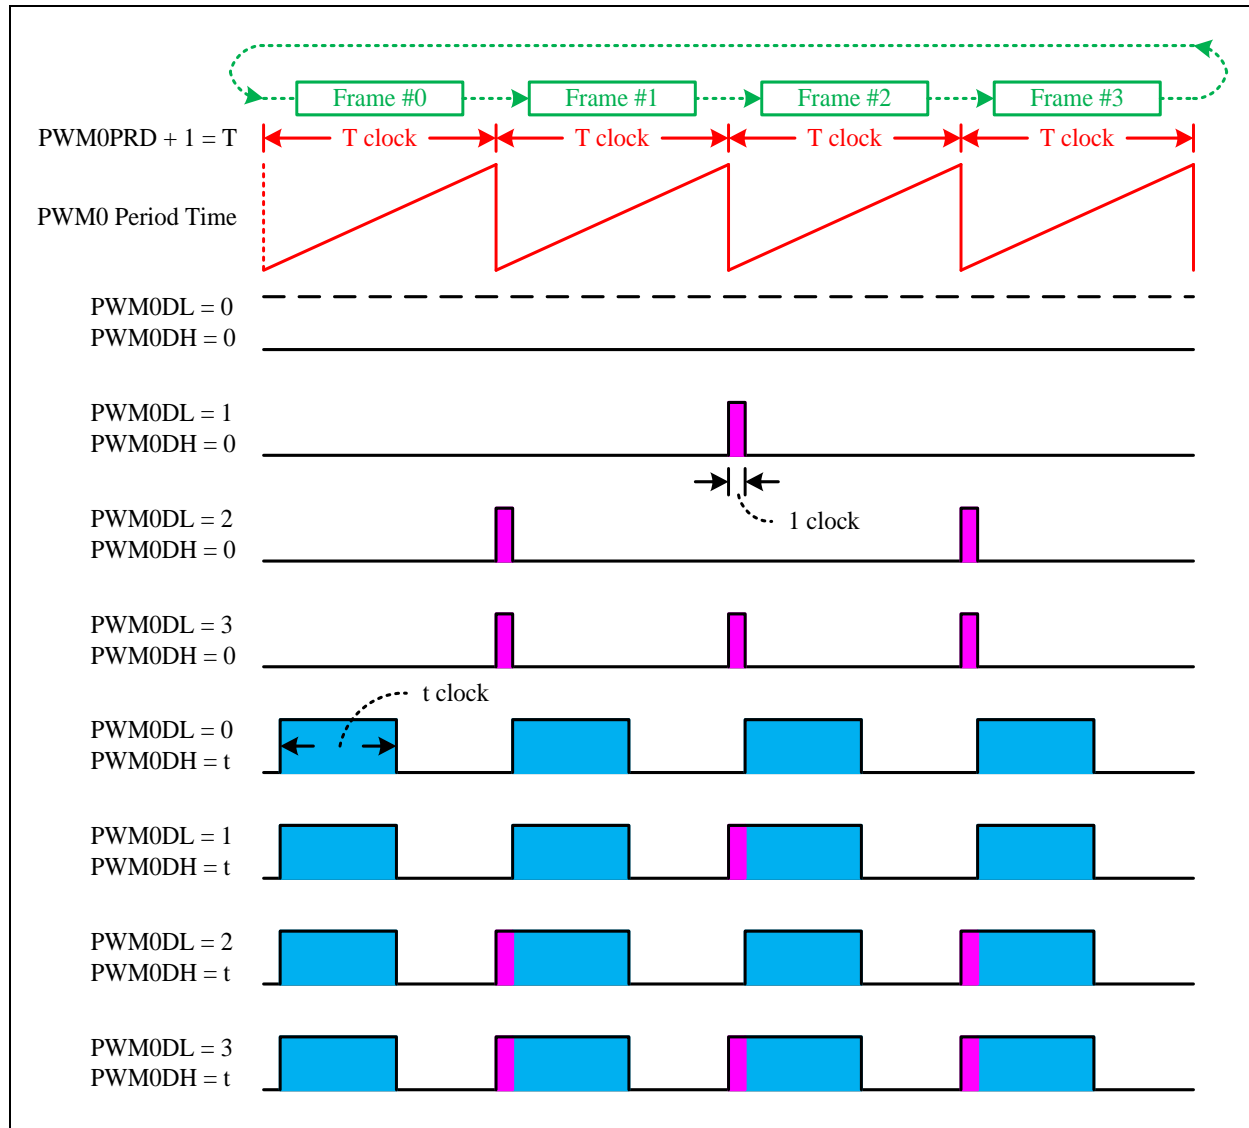 Frame #0 Frame #1 Frame #2 Frame #3
PWM0PRD + 1 = T T clock T clock T clock T clock
PWM0 Period Time
PWM0DL = 0
PWM0DH = 0
PWM0DL = 1
PWM0DH = 0
PWM0DL = 2
1 clock
PWM0DH = 0
PWM0DL = 3
PWM0DH = 0
t clock
PWM0DL = 0
PWM0DH = t
PWM0DL = 1
PWM0DH = t
PWM0DL = 2
PWM0DH = t
PWM0DL = 3
PWM0DH = t